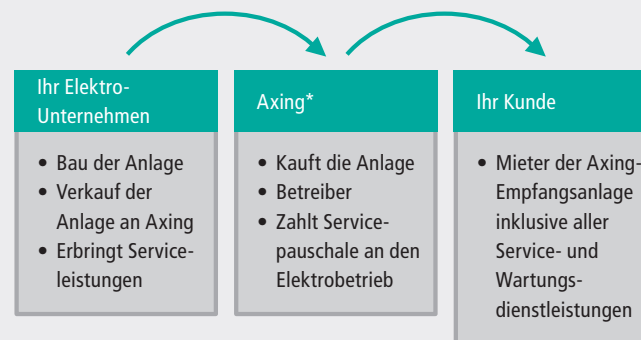 Ihr Elektro-
Unternehmen
• Bau der Anlage
• Verkauf der
Anlage an Axing
• Erbringt Service-
leistungen
Axing*
• Kauft die Anlage
• Betreiber
• Zahlt Service-
pauschale an den
Elektrobetrieb
Ihr Kunde
• Mieter der Axing-
Empfangsanlage
inklusive aller
Service- und
Wartungs-
dienstleistungen